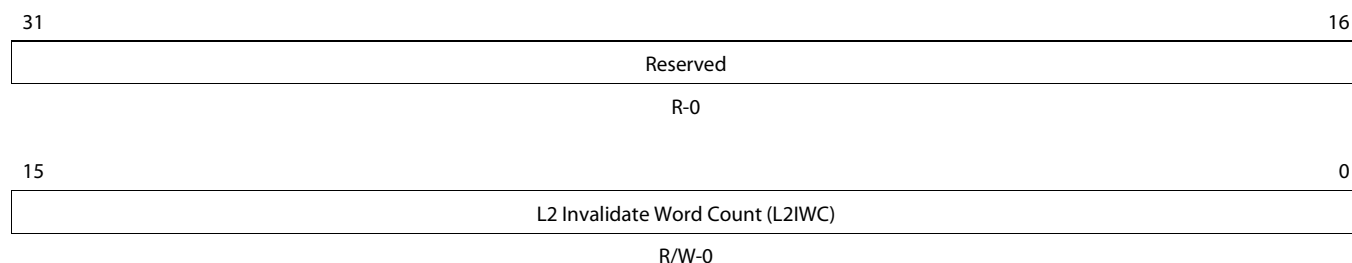 31 16
Reserved
R-0
15 0
L2 Invalidate Word Count (L2IWC)
R/W-0